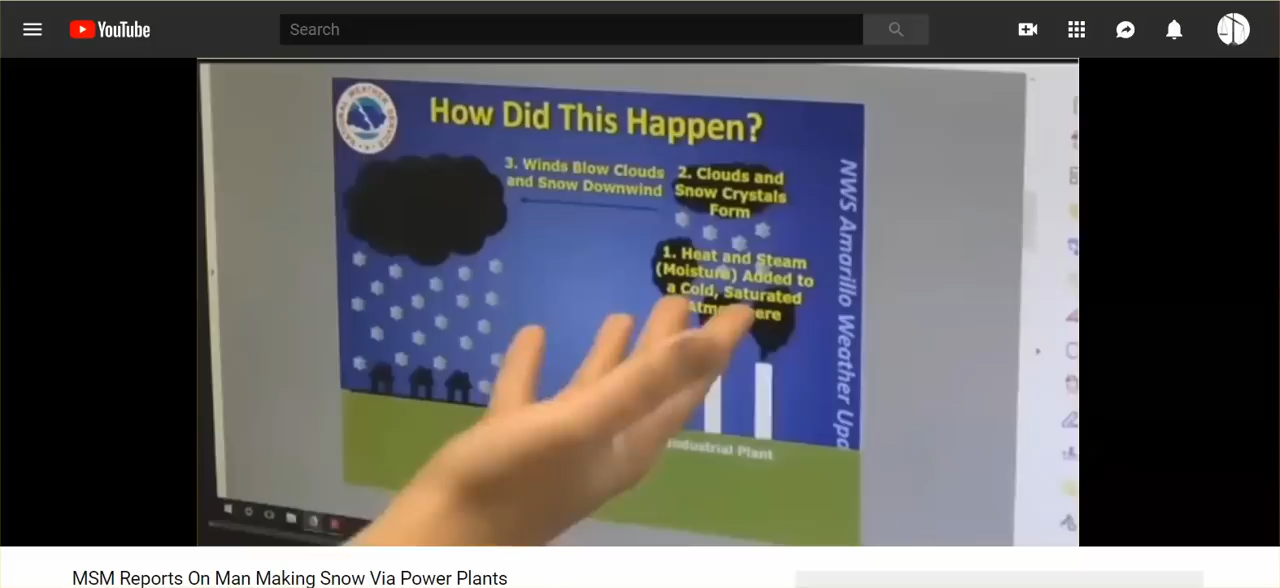 YouTube
Search
How Did This Happen?
3. Winds Blow Clouds
and Snow Downwind
2. Clouds and
Snow Crystals
Form
1. Heat and Steam
(Moisture) Added to
a Cold, Saturated
NWS Amarillo Weather
Industrial Plant
MSM Reports On Man Making Snow Via Power Plants